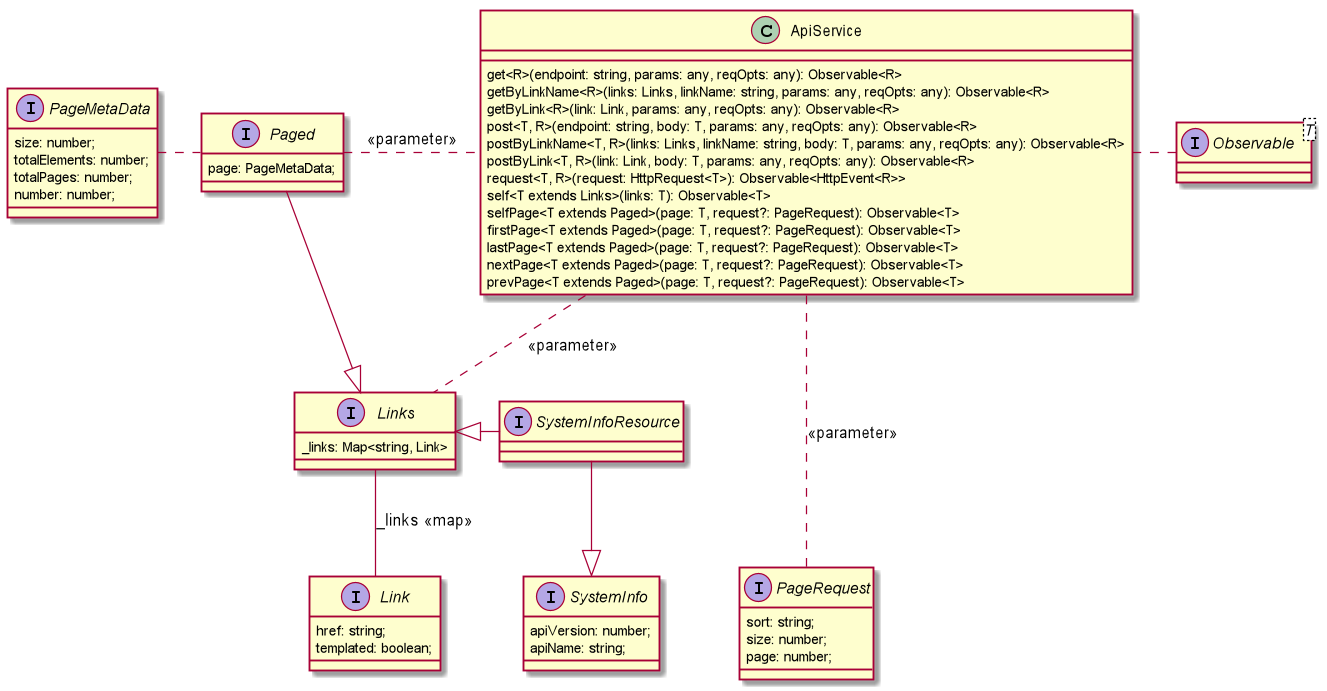 C ApiService
get<R>(endpoint: string, params: any, reqOpts: any): Observable<R>
getByLinkName<R>(links: Links, linkName: string, params: any, reqOpts: any): Observable<R>
getByLink<R>(link: Link, params: any, reqOpts: any): Observable<R>
post<T, R>(endpoint: string, body: T, params: any, reqOpts: any): Observable<R>
postByLinkName<T, R>(links: Links, linkName: string, body: T, params: any, reqOpts: any): Observable<R>
postByLink<T, R>(link: Link, body: T, params: any, reqOpts: any): Observable<R>
request<T, R>(request: HttpRequest<T>): Observable<HttpEvent<R>>
self<T extends Links>(links: T): Observable<T>
selfPage<T extends Paged>(page: T, request?: PageRequest): Observable<T>
firstPage<T extends Paged>(page: T, request?: PageRequest): Observable<T>
lastPage<T extends Paged>(page: T, request?: PageRequest): Observable<T>
nextPage<T extends Paged>(page: T, request?: PageRequest): Observable<T>
prevPage<T extends Paged>(page: T, request?: PageRequest): Observable<T>
I PageMetaData
size: number;
totalElements: number;
totalPages: number;
number: number;
I Paged
page: PageMetaData;
«parameter»
I Observable
T
«parameter»
I Links
_links: Map<string, Link>
I SystemInfoResource
«parameter»
_links «map»
I Link
href: string;
templated: boolean;
I SystemInfo
apiVersion: number;
apiName: string;
I PageRequest
sort: string;
size: number;
page: number;